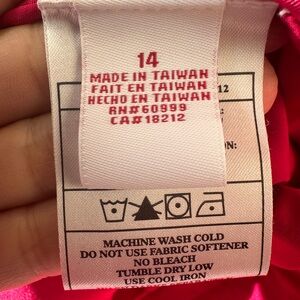 14
MADE IN TAIWAN
FAIT EN TAIWAN
HECHO EN TAIWAN
RN#60999
CA#18212
12
N:
MACHINE WASH COLD
DO NOT USE FABRIC SOFTENER
NO BLEACH
TUMBLE DRY LOW
USE COOL IRON